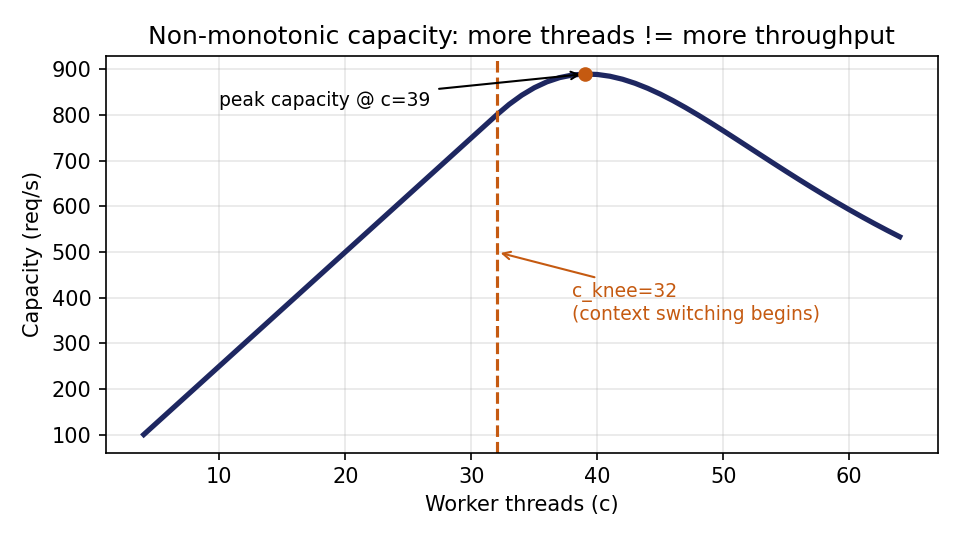 Non-monotonic capacity: more threads != more throughput
900
800
700
600
500
400
300
200
100
Capacity (req/s)
peak capacity @ c=39
c_knee=32
(context switching begins)
10
20
30
40
50
60
Worker threads (c)